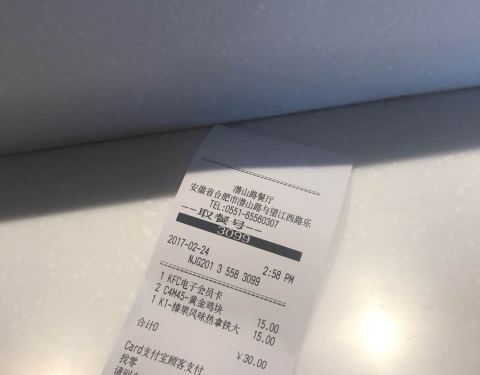 潜山路餐厅
安徽省合肥市潜山路与望江西路乐
TEL:0551-65560307
---取餐号---
3099
2017-02-24 2:58 PM
NJG201 3 558 3099
1 KFC电子会员卡
2 C4M45-黄金鸡块 15.00
1 K1-榛果风味热拿铁大 15.00
合计0 ￥30.00
Card支付宝顾客支付
找零